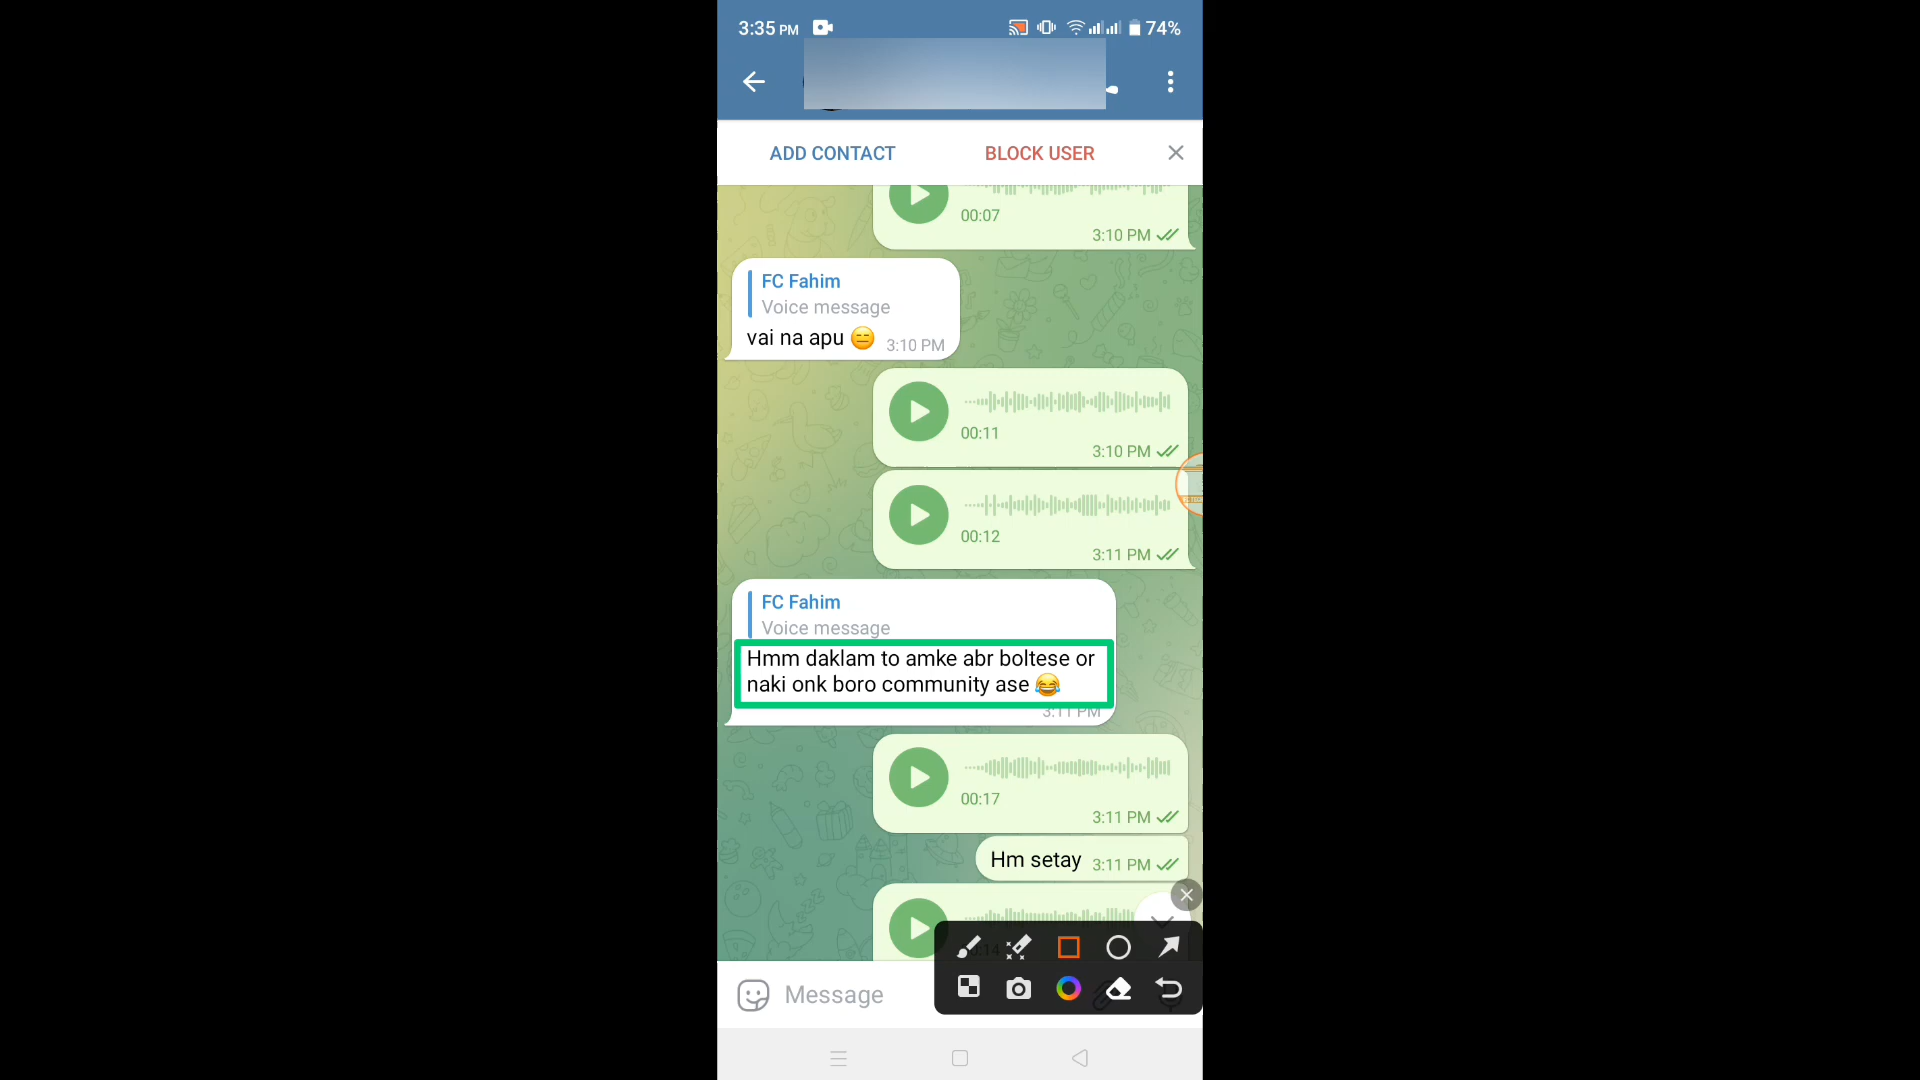 3:35 PM
74%
ADD CONTACT
BLOCK USER
00:07
3:10 PM
FC Fahim
Voice message
vai na apu 😑 3:10 PM
00:11
3:10 PM
00:12
3:11 PM
FC Fahim
Voice message
Hmm daklam to amke abr boltese or
naki onk boro community ase 😂
3:11 PM
00:17
3:11 PM
Hm setay 3:11 PM
Message